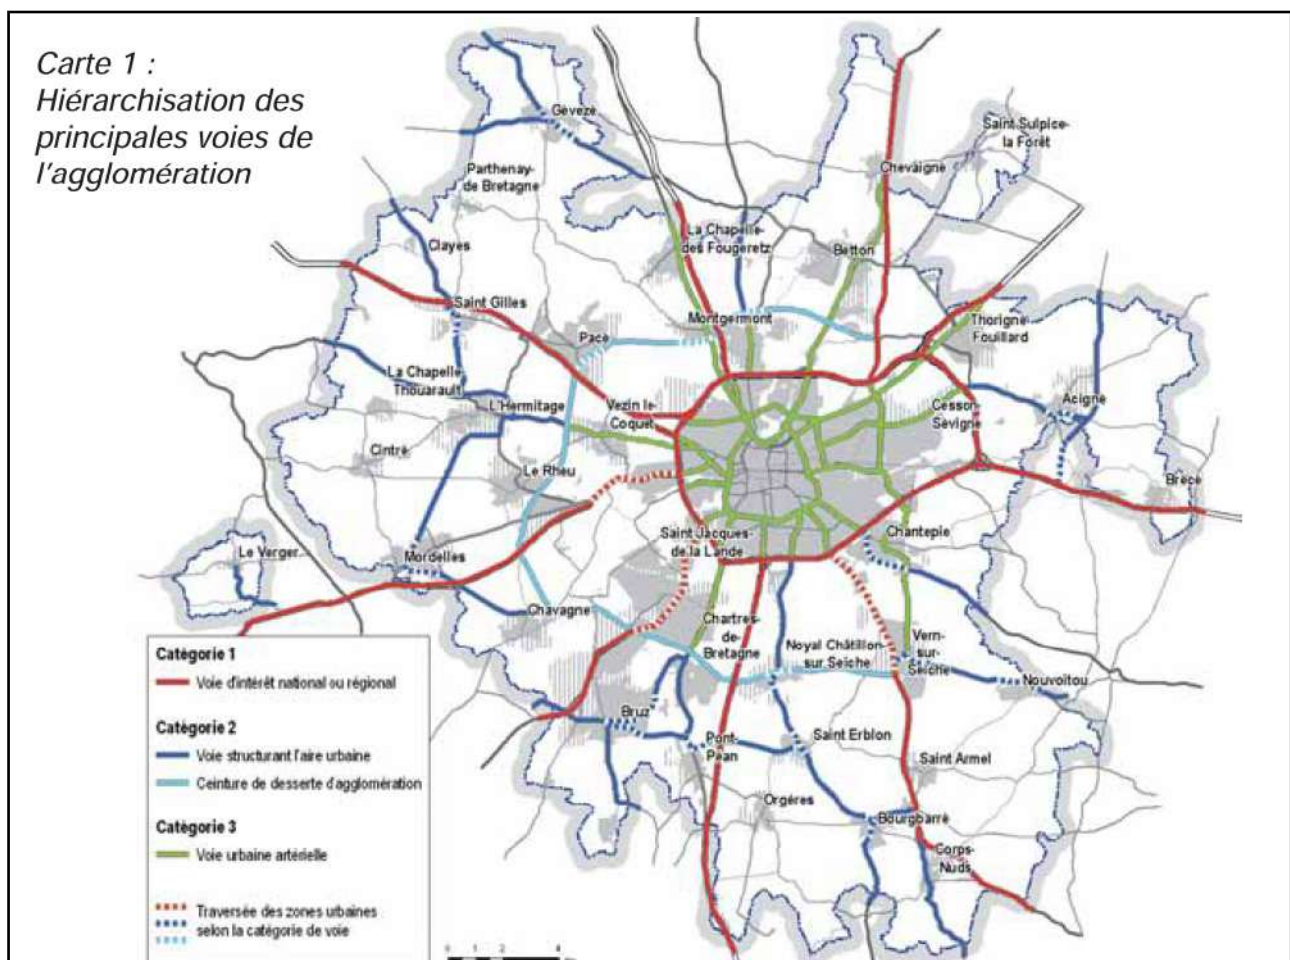 Carte 1 :
Hiérarchisation des
principales voies de
l'agglomération
Gévezé
Saint Sulpice-
la Forêt
Parthenay-
de Bretagne
Chevaigné
La Chapelle-
des Fougeretz
Clayes
Betton
Saint Gilles
Montgermont
Thorigné-
Fouillard
Pacé
La Chapelle
Thouarault
L'Hermitage
Vezin le-
Coquet
Cesson-
Sévigné
Acigné
Cintré
Le Rheu
Brécé
Saint Jacques-
de la Lande
Chantepie
Le Verger
Mordelles
Chavagne
Chartres-
de-
Bretagne
Noyal Châtillon-
sur Seiche
Vern-
sur-
Seiche
Nouvoitou
Bruz
Pont-
Péan
Saint Erblon
Saint Armel
Orgères
Bourgbarré
Corps-
Nuds
Catégorie 1
Voie d'intérêt national ou régional
Catégorie 2
Voie structurant l'aire urbaine
Ceinture de desserte d'agglomération
Catégorie 3
Voie urbaine artérielle
Traversée des zones urbaines
selon la catégorie de voie
0 1 2 4